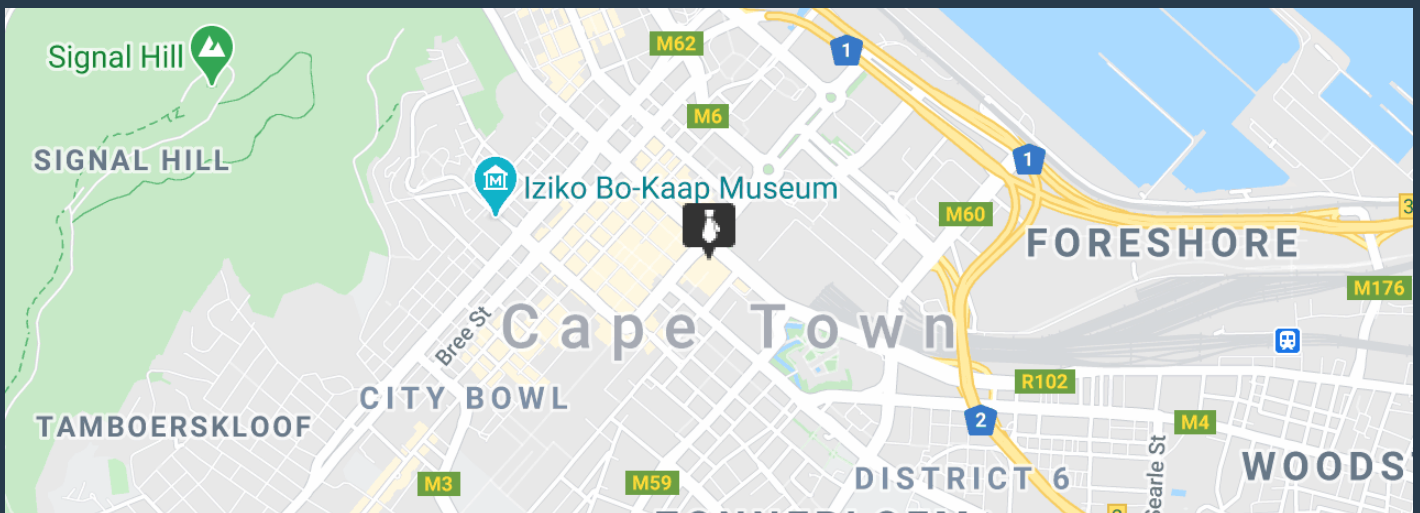 M62
1
Signal Hill
M6
SIGNAL HILL
1
Iziko Bo-Kaap Museum
M60
3
FORESHORE
M176
Cape Town
Bree St
R102
CITY BOWL
2
M4
TAMBOERSKLOOF
DISTRICT 6
Searle St
WOODS
M3
M59